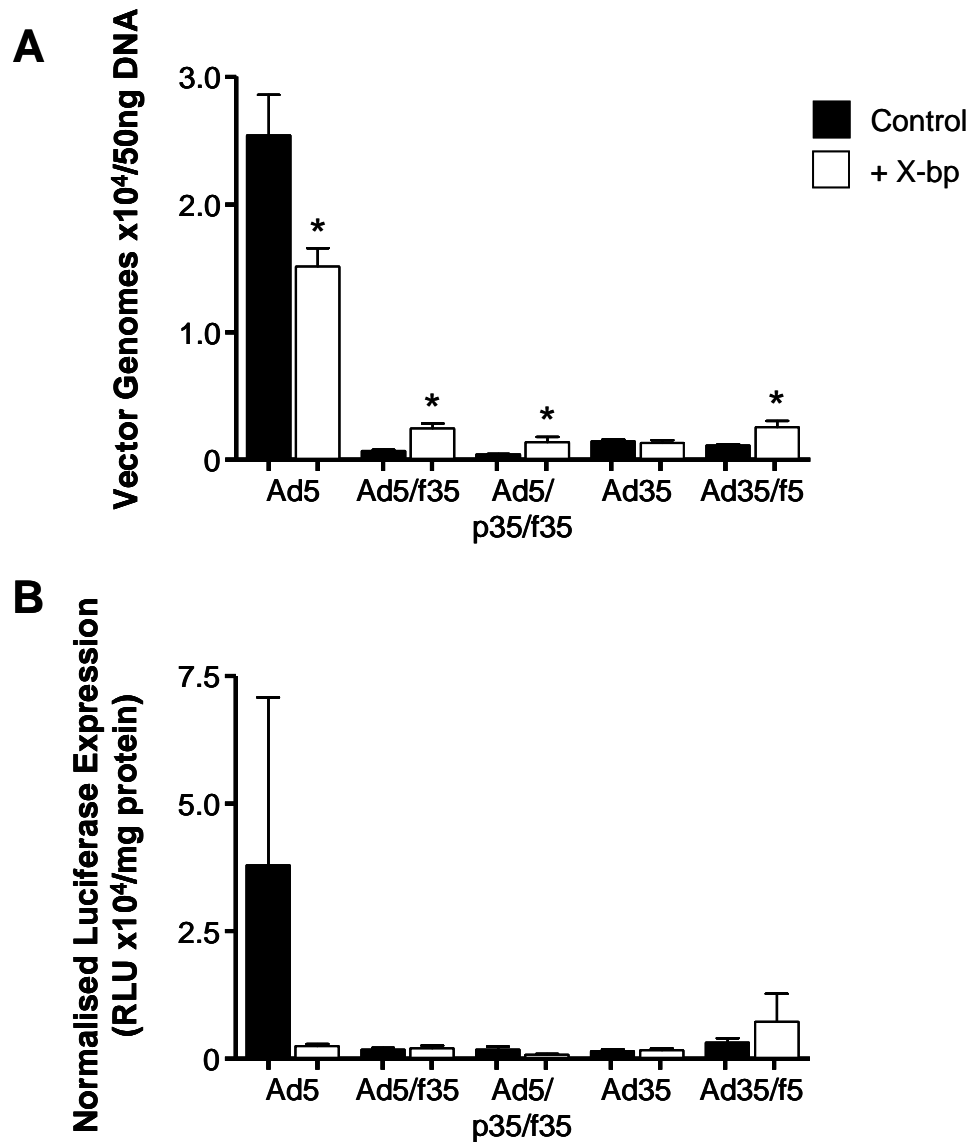 A
Vector Genomes x10⁴/50ng DNA
3.0
2.0
1.0
0
*
*
*
*
Ad5
Ad5/f35
Ad5/
p35/f35
Ad35
Ad35/f5
Control
+ X-bp
B
Normalised Luciferase Expression
(RLU x10⁴/mg protein)
7.5
5.0
2.5
0
Ad5
Ad5/f35
Ad5/
p35/f35
Ad35
Ad35/f5